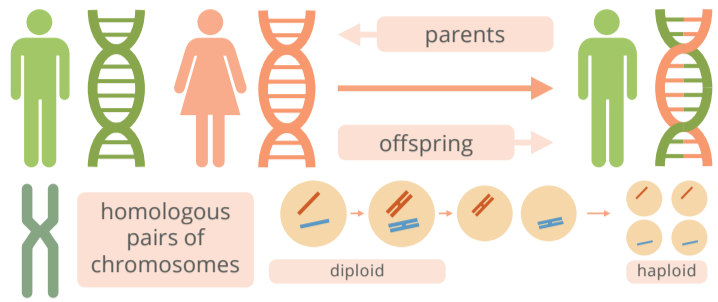 parents
offspring
homologous
pairs of
chromosomes
diploid
haploid